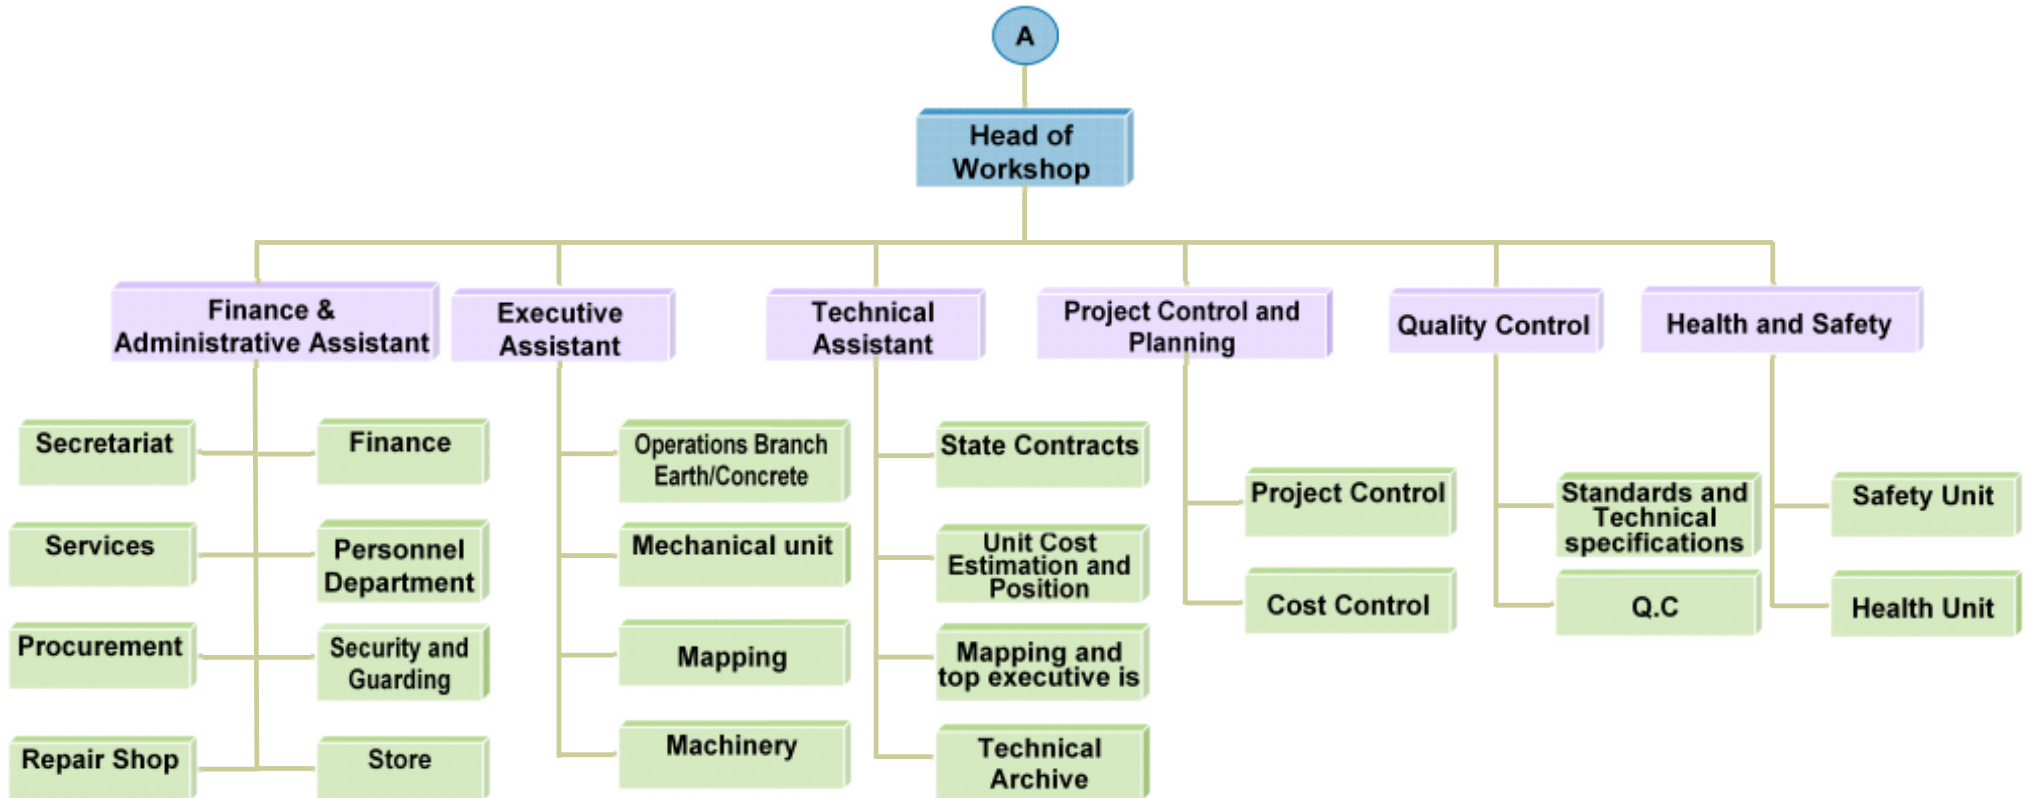 A
Head of
Workshop
Finance &
Administrative Assistant
Executive
Assistant
Technical
Assistant
Project Control and
Planning
Quality Control
Health and Safety
Secretariat
Finance
Services
Personnel
Department
Procurement
Security and
Guarding
Repair Shop
Store
Operations Branch
Earth/Concrete
Mechanical unit
Mapping
Machinery
State Contracts
Unit Cost
Estimation and
Position
Mapping and
top executive is
Technical
Archive
Project Control
Cost Control
Standards and
Technical
specifications
Q.C
Safety Unit
Health Unit